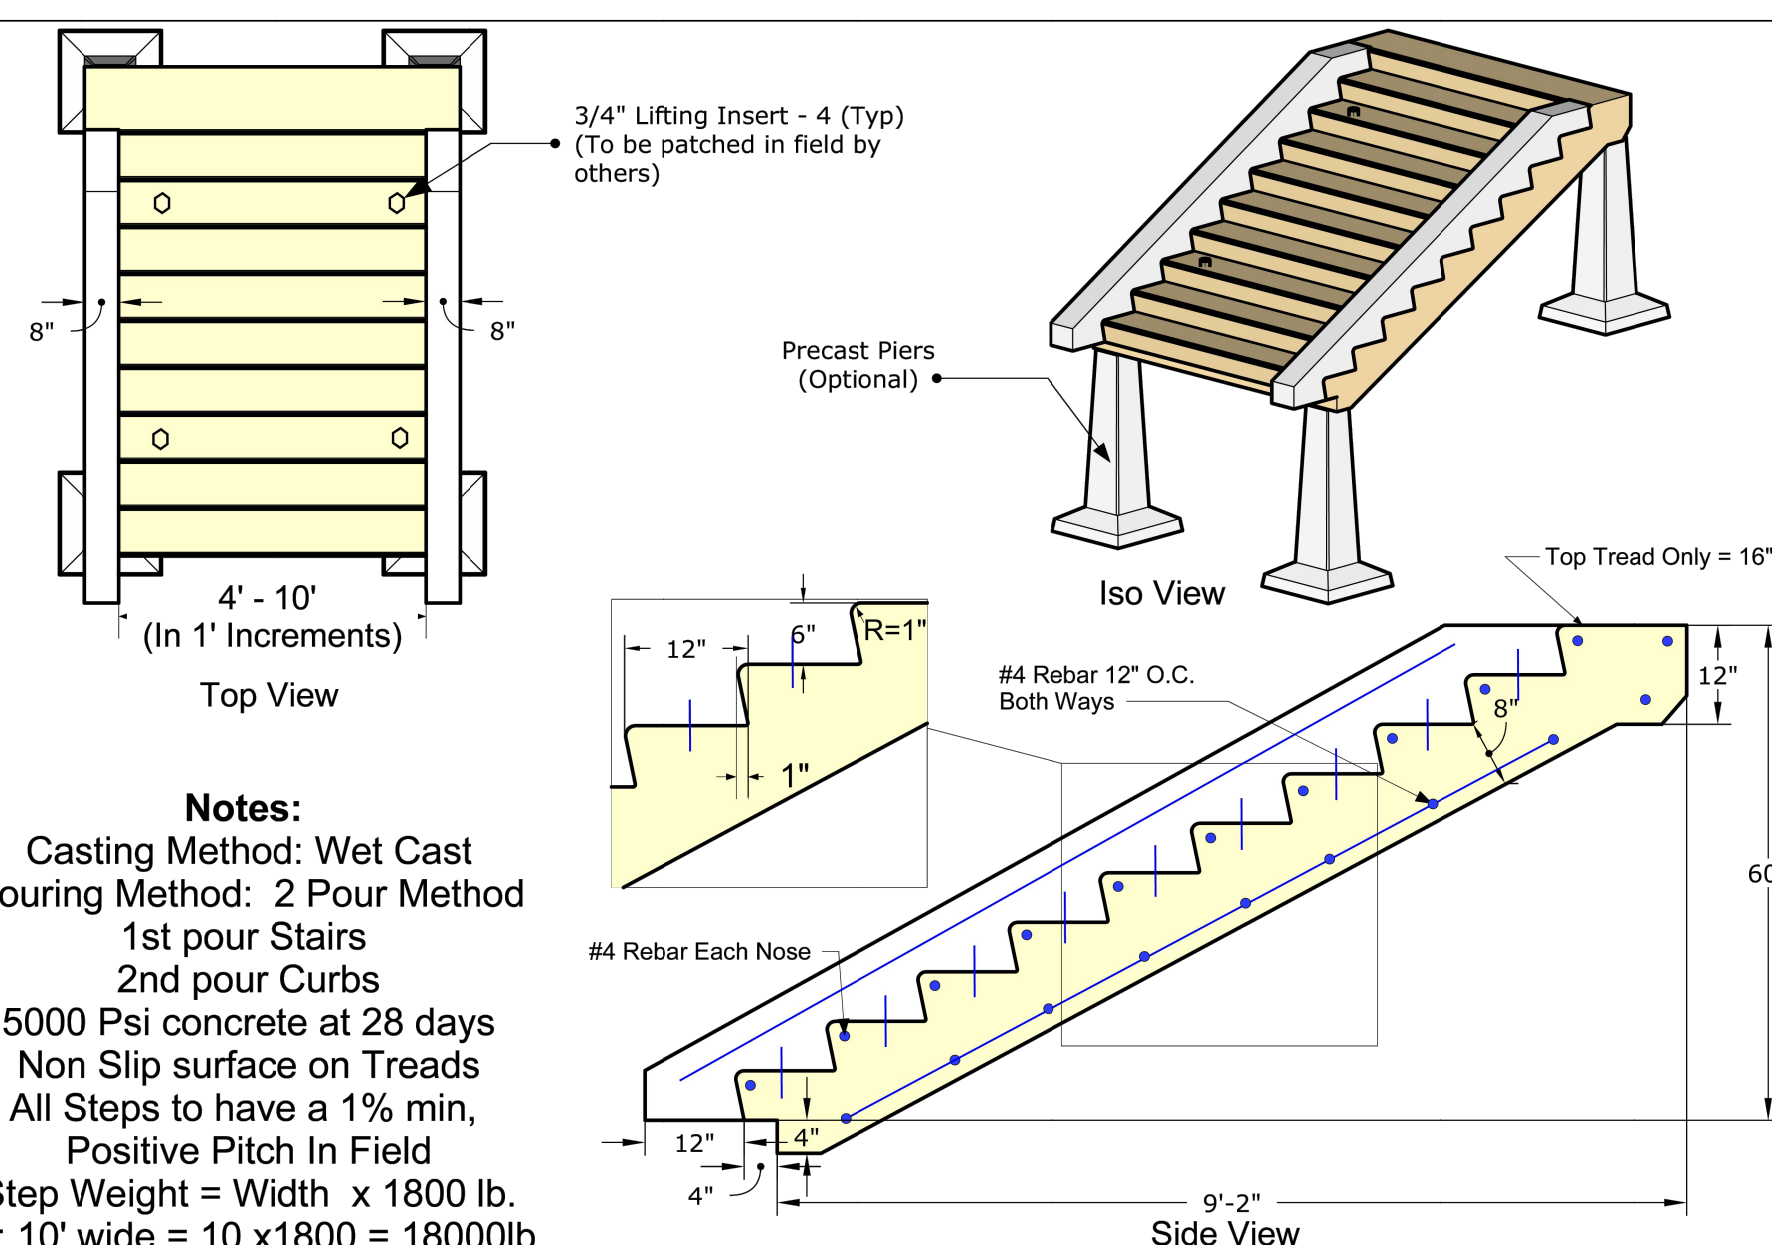 3/4" Lifting Insert - 4 (Typ)
(To be patched in field by
others)
8"
8"
4' - 10'
(In 1' Increments)
Top View
Precast Piers
(Optional)
Iso View
Top Tread Only = 16"
12"
6"
R=1"
1"
#4 Rebar 12" O.C.
Both Ways
8"
12"
60
#4 Rebar Each Nose
12"
4"
4"
9'-2"
Side View
Notes:
Casting Method: Wet Cast
ouring Method: 2 Pour Method
1st pour Stairs
2nd pour Curbs
5000 Psi concrete at 28 days
Non Slip surface on Treads
All Steps to have a 1% min,
Positive Pitch In Field
Step Weight = Width x 1800 lb.
: 10' wide = 10 x1800 = 18000lb